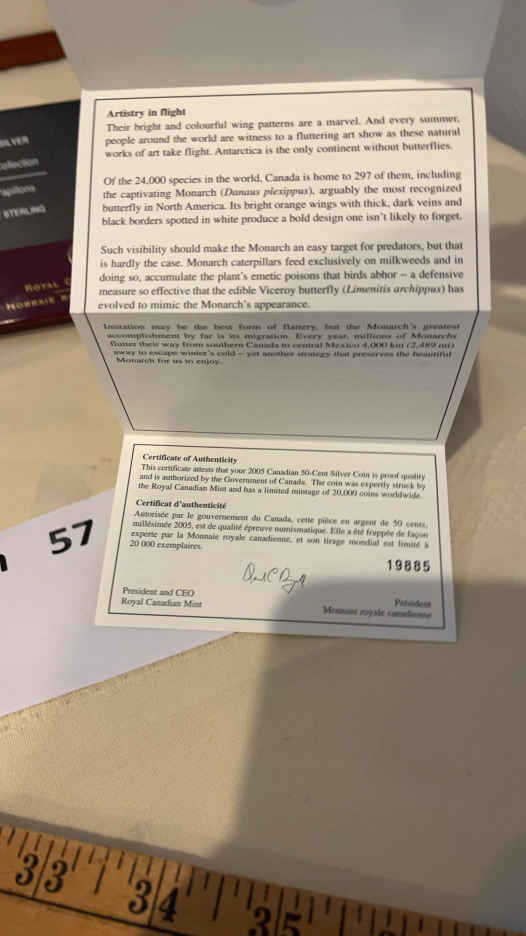 Artistry in flight
Their bright and colourful wing patterns are a marvel. And every summer,
people around the world are witness to a fluttering art show as these natural
works of art take flight. Antarctica is the only continent without butterflies.
Of the 24,000 species in the world, Canada is home to 297 of them, including
the captivating Monarch (Danaus plexippus), arguably the most recognized
butterfly in North America. Its bright orange wings with thick, dark veins and
black borders spotted in white produce a bold design one isn't likely to forget.
Such visibility should make the Monarch an easy target for predators, but that
is hardly the case. Monarch caterpillars feed exclusively on milkweeds and in
doing so, accumulate the plant's emetic poisons that birds abhor – a defensive
measure so effective that the edible Viceroy butterfly (Limenitis archippus) has
evolved to mimic the Monarch's appearance.
Imitation may be the best form of flattery, but the Monarch's greatest
accomplishment by far is its migration. Every year, millions of Monarchs
flutter their way from southern Canada to central Mexico 4,000 km (2,489 mi)
away to escape winter's cold – yet another strategy that preserves the beautiful
Monarch for us to enjoy.
Certificate of Authenticity
This certificate attests that your 2005 Canadian 50-Cent Silver Coin is proof quality
and is authorized by the Government of Canada. The coin was expertly struck by
the Royal Canadian Mint and has a limited mintage of 20,000 coins worldwide.
Certificat d'authenticité
Autorisée par le gouvernement du Canada, cette pièce en argent de 50 cents,
millésimée 2005, est de qualité épreuve numismatique. Elle a été frappée de façon
experte par la Monnaie royale canadienne, et son tirage mondial est limité à
20 000 exemplaires.
19885
President and CEO
Royal Canadian Mint
Président
Monnaie royale canadienne
SILVER
ollection
apillons
STERLING
ROYAL C
MONNAIE R
57
33
34
35